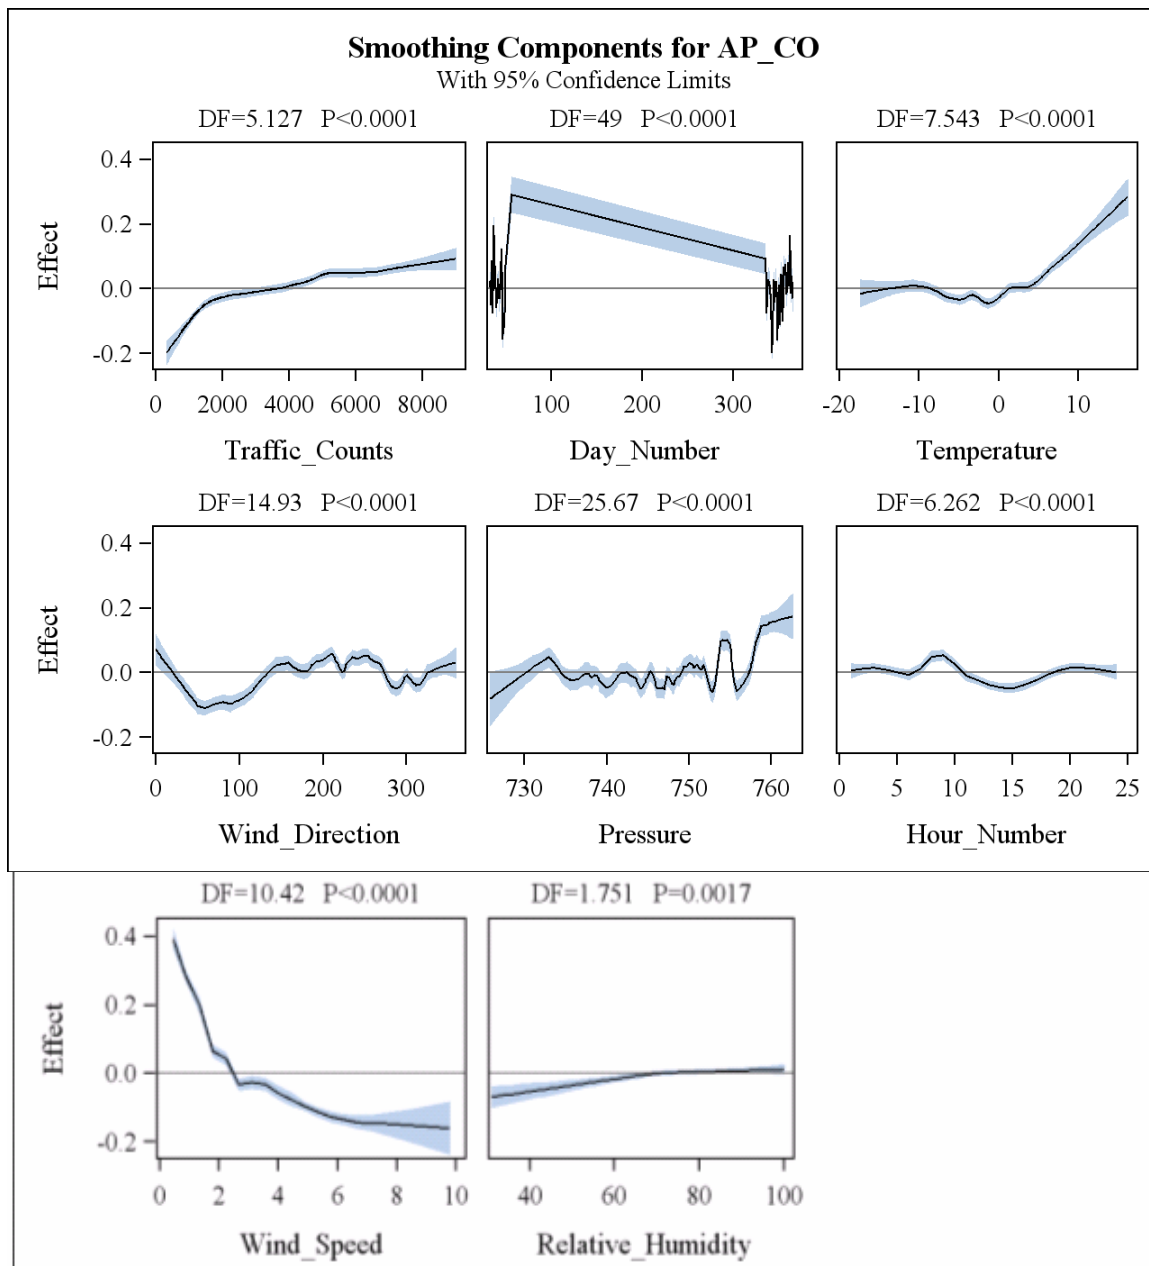 Smoothing Components for AP_CO
With 95% Confidence Limits
DF=5.127 P<0.0001 DF=49 P<0.0001 DF=7.543 P<0.0001
Effect
0.4
0.2
0.0
-0.2
0 2000 4000 6000 8000 100 200 300 -20 -10 0 10
Traffic_Counts Day_Number Temperature
DF=14.93 P<0.0001 DF=25.67 P<0.0001 DF=6.262 P<0.0001
Effect
0.4
0.2
0.0
-0.2
0 100 200 300 730 740 750 760 0 5 10 15 20 25
Wind_Direction Pressure Hour_Number
DF=10.42 P<0.0001 DF=1.751 P=0.0017
Effect
0.4
0.2
0.0
-0.2
0 2 4 6 8 10 40 60 80 100
Wind_Speed Relative_Humidity